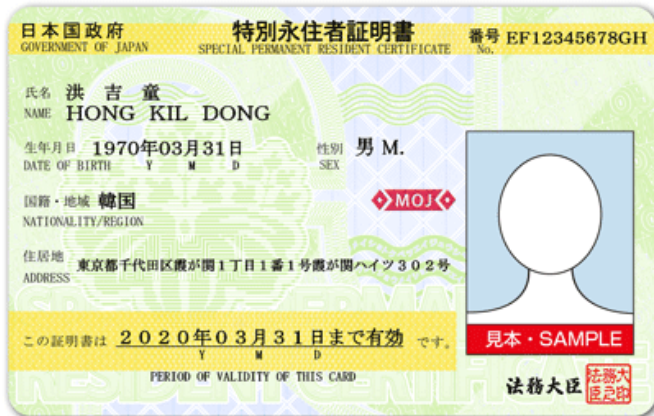 日本国政府 特別永住者証明書 番号 EF12345678GH
GOVERNMENT OF JAPAN SPECIAL PERMANENT RESIDENT CERTIFICATE No.
氏名 洪 吉 童
NAME HONG KIL DONG
生年月日 1970年03月31日 性別 男 M.
DATE OF BIRTH Y M D SEX
国籍・地域 韓国
NATIONALITY/REGION
MOJ
住居地 東京都千代田区霞が関1丁目1番1号霞が関ハイツ302号
ADDRESS
この証明書は 2020年03月31日まで有効 です。
Y M D
PERIOD OF VALIDITY OF THIS CARD
見本・SAMPLE
法務大臣